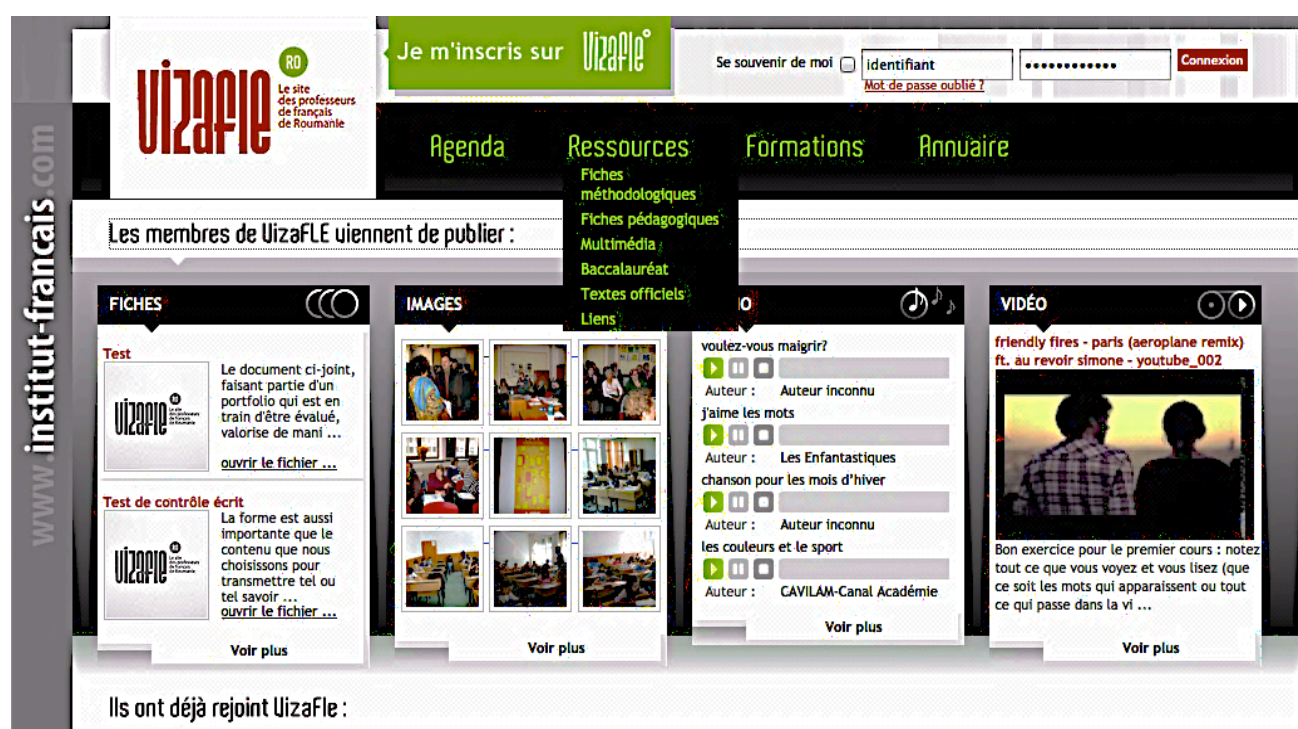 Je m'inscris sur VizaFle
Se souvenir de moi
identifiant
Connexion
Mot de passe oublié ?
VizaFle
RO
Le site
des professeurs
de français
de Roumanie
Agenda
Ressources
Formations
Annuaire
Fiches
méthodologiques
Fiches pédagogiques
Multimédia
Baccalauréat
Textes officiels
Liens
www.institut-francais.com
Les membres de VizaFLE viennent de publier :
FICHES
Test
Le document ci-joint,
faisant partie d'un
portfolio qui est en
train d'être évalué,
valorise de mani ...
ouvrir le fichier ...
Test de contrôle écrit
La forme est aussi
importante que le
contenu que nous
choisissons pour
transmettre tel ou
tel savoir ...
ouvrir le fichier ...
Voir plus
IMAGES
Voir plus
IO
voulez-vous maigrir?
Auteur : Auteur inconnu
j'aime les mots
Auteur : Les Enfantastiques
chanson pour les mois d'hiver
Auteur : Auteur inconnu
les couleurs et le sport
Auteur : CAVILAM-Canal Académie
Voir plus
VIDÉO
friendly fires - paris (aeroplane remix)
ft. au revoir simone - youtube_002
Bon exercice pour le premier cours : notez
tout ce que vous voyez et vous lisez (que
ce soit les mots qui apparaissent ou tout
ce qui passe dans la vi ...
Voir plus
Ils ont déjà rejoint VizaFle :